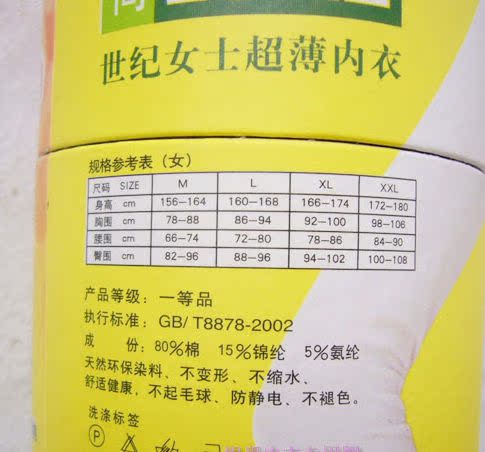 世纪女士超薄内衣
规格参考表（女）
尺码 SIZE M L XL XXL
身高 cm 156-164 160-168 166-174 172-180
胸围 cm 78-88 86-94 92-100 98-106
腰围 cm 66-74 72-80 78-86 84-90
臀围 cm 82-96 88-96 94-102 100-108
产品等级：一等品
执行标准：GB/T8878-2002
成 份：80%棉 15%锦纶 5%氨纶
天然环保染料、不变形、不缩水、
舒适健康，不起毛球、防静电、不褪色。
洗涤标签
P